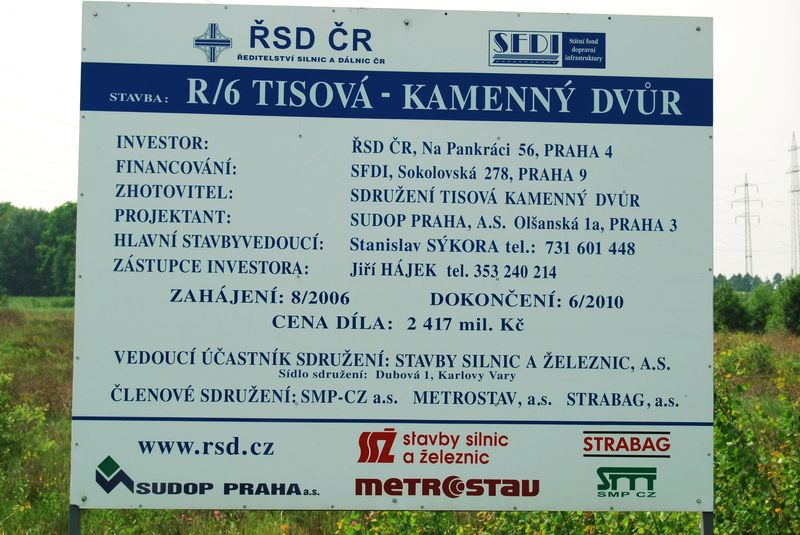 ŘSD ČR
ŘEDITELSTVÍ SILNIC A DÁLNIC ČR
SFDI
Státní fond
dopravní
infrastruktury
STAVBA: R/6 TISOVÁ - KAMENNÝ DVŮR
INVESTOR: ŘSD ČR, Na Pankráci 56, PRAHA 4
FINANCOVÁNÍ: SFDI, Sokolovská 278, PRAHA 9
ZHOTOVITEL: SDRUŽENÍ TISOVÁ KAMENNÝ DVŮR
PROJEKTANT: SUDOP PRAHA, A.S. Olšanská 1a, PRAHA 3
HLAVNÍ STAVBYVEDOUCÍ: Stanislav SÝKORA tel.: 731 601 448
ZÁSTUPCE INVESTORA: Jiří HÁJEK tel. 353 240 214
ZAHÁJENÍ: 8/2006 DOKONČENÍ: 6/2010
CENA DÍLA: 2 417 mil. Kč
VEDOUCÍ ÚČASTNÍK SDRUŽENÍ: STAVBY SILNIC A ŽELEZNIC, A.S.
Sídlo sdružení: Dubová 1, Karlovy Vary
ČLENOVÉ SDRUŽENÍ: SMP-CZ a.s. METROSTAV, a.s. STRABAG, a.s.
www.rsd.cz
SSŽ stavby silnic
a železnic
STRABAG
SUDOP PRAHA a.s.
METROSTAV
SMP
SMP CZ